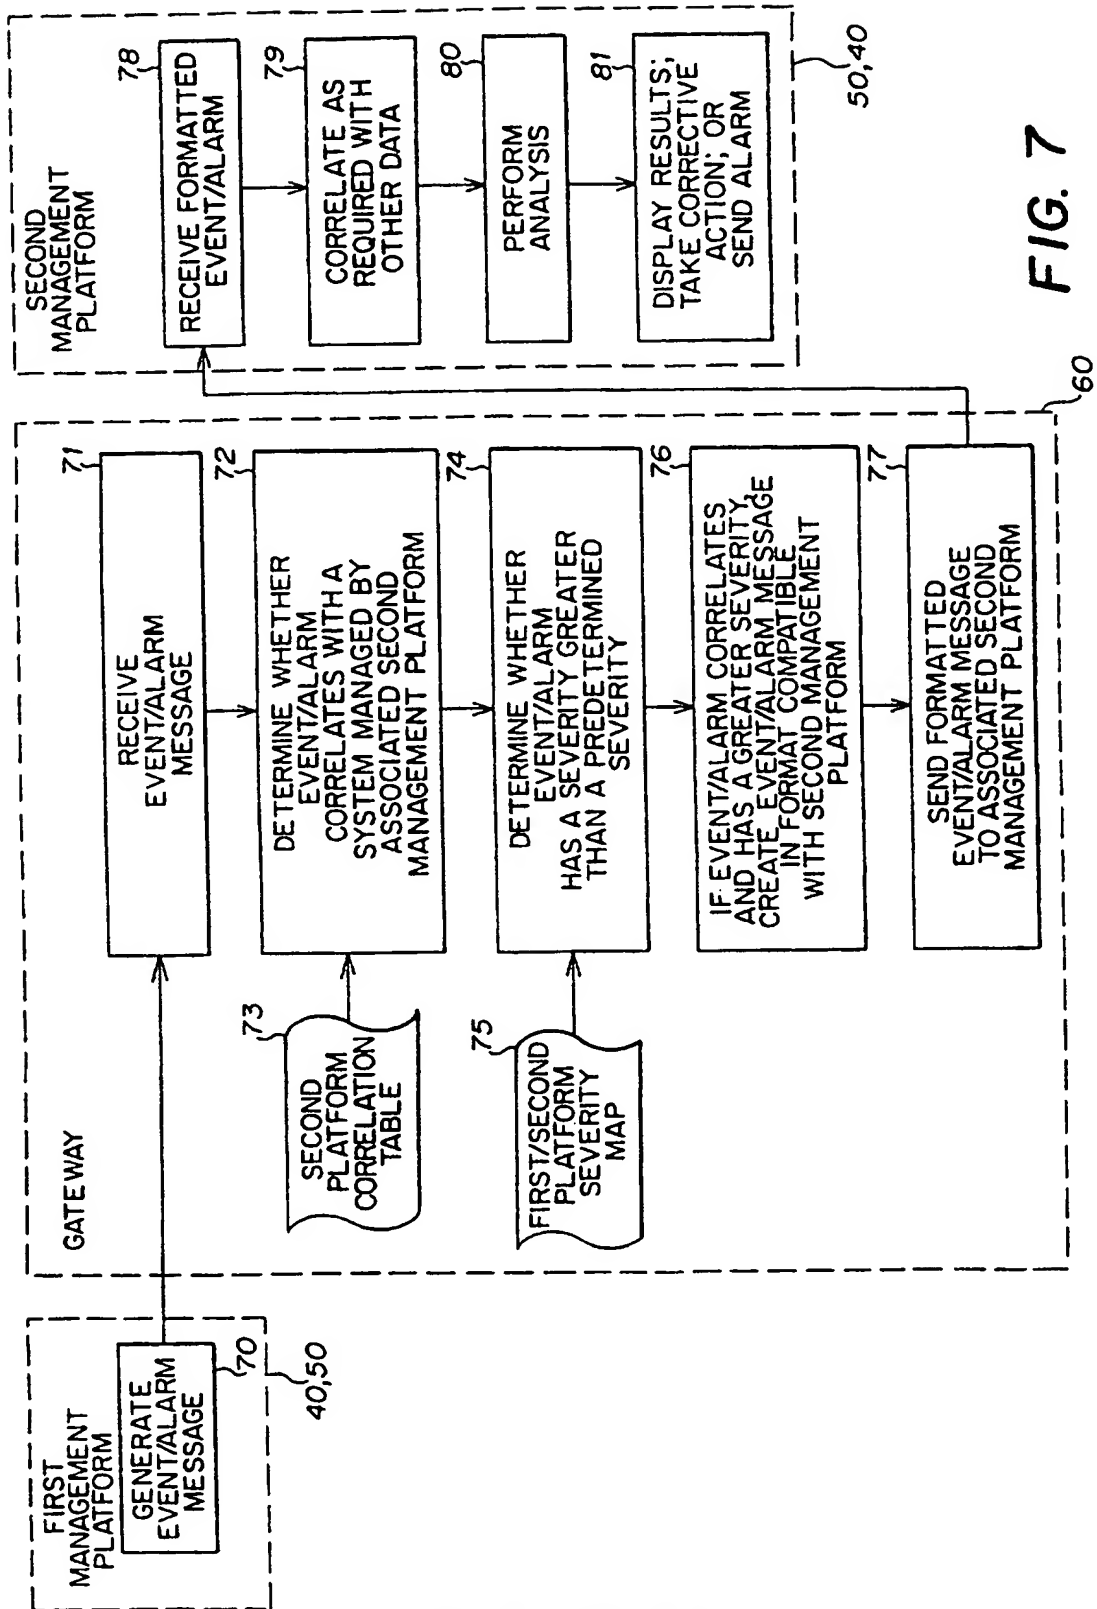 FIRST
MANAGEMENT
PLATFORM
GENERATE
EVENT/ALARM
MESSAGE
70
40,50
GATEWAY
RECEIVE
EVENT/ALARM
MESSAGE
71
SECOND
PLATFORM
CORRELATION
TABLE
73
DETERMINE WHETHER
EVENT/ALARM
CORRELATES WITH A
SYSTEM MANAGED BY
ASSOCIATED SECOND
MANAGEMENT PLATFORM
72
FIRST/SECOND
PLATFORM
SEVERITY
MAP
75
DETERMINE WHETHER
EVENT/ALARM
HAS A SEVERITY GREATER
THAN A PREDETERMINED
SEVERITY
74
IF EVENT/ALARM CORRELATES
AND HAS A GREATER SEVERITY,
CREATE EVENT/ALARM MESSAGE
IN FORMAT COMPATIBLE
WITH SECOND MANAGEMENT
PLATFORM
76
SEND FORMATTED
EVENT/ALARM MESSAGE
TO ASSOCIATED SECOND
MANAGEMENT PLATFORM
77
60
SECOND
MANAGEMENT
PLATFORM
RECEIVE FORMATTED
EVENT/ALARM
78
CORRELATE AS
REQUIRED WITH
OTHER DATA
79
PERFORM
ANALYSIS
80
DISPLAY RESULTS;
TAKE CORRECTIVE
ACTION; OR
SEND ALARM
81
50,40
FIG. 7